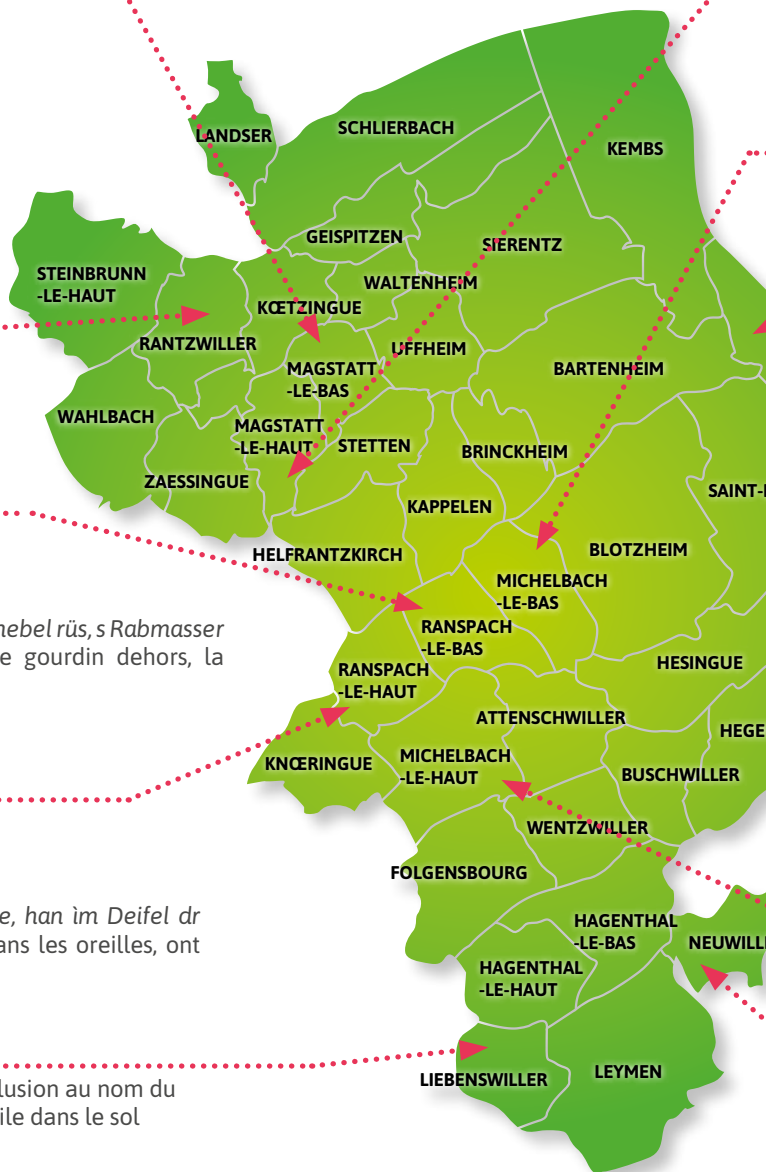 LANDSER
SCHLIERBACH
KEMBS
GEISPITZEN
SIERENTZ
STEINBRUNN
-LE-HAUT
WALTENHEIM
KŒTZINGUE
RANTZWILLER
UFFHEIM
MAGSTATT
-LE-BAS
BARTENHEIM
WAHLBACH
MAGSTATT
-LE-HAUT
STETTEN
BRINCKHEIM
ZAESSINGUE
SAINT-
KAPPELEN
HELFRANTZKIRCH
BLOTZHEIM
MICHELBACH
-LE-BAS
nebel rüs, s Rabmasser
e gourdin dehors, la
RANSPACH
-LE-BAS
HESINGUE
RANSPACH
-LE-HAUT
ATTENSCHWILLER
HEGE
KNŒRINGUE
MICHELBACH
-LE-HAUT
BUSCHWILLER
WENTZWILLER
FOLGENSBOURG
e, han ìm Deifel dr
ans les oreilles, ont
HAGENTHAL
-LE-BAS
NEUWILL
HAGENTHAL
-LE-HAUT
LIEBENSWILLER
LEYMEN
lusion au nom du
ile dans le sol